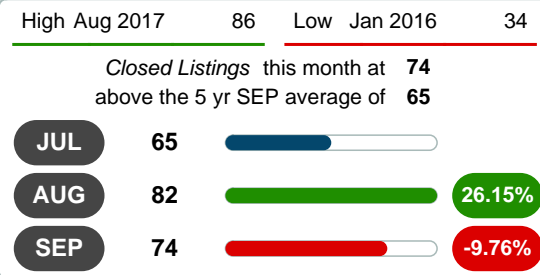 High Aug 2017 86 Low Jan 2016 34
Closed Listings this month at 74
above the 5 yr SEP average of 65
JUL 65
AUG 82 26.15%
SEP 74 -9.76%